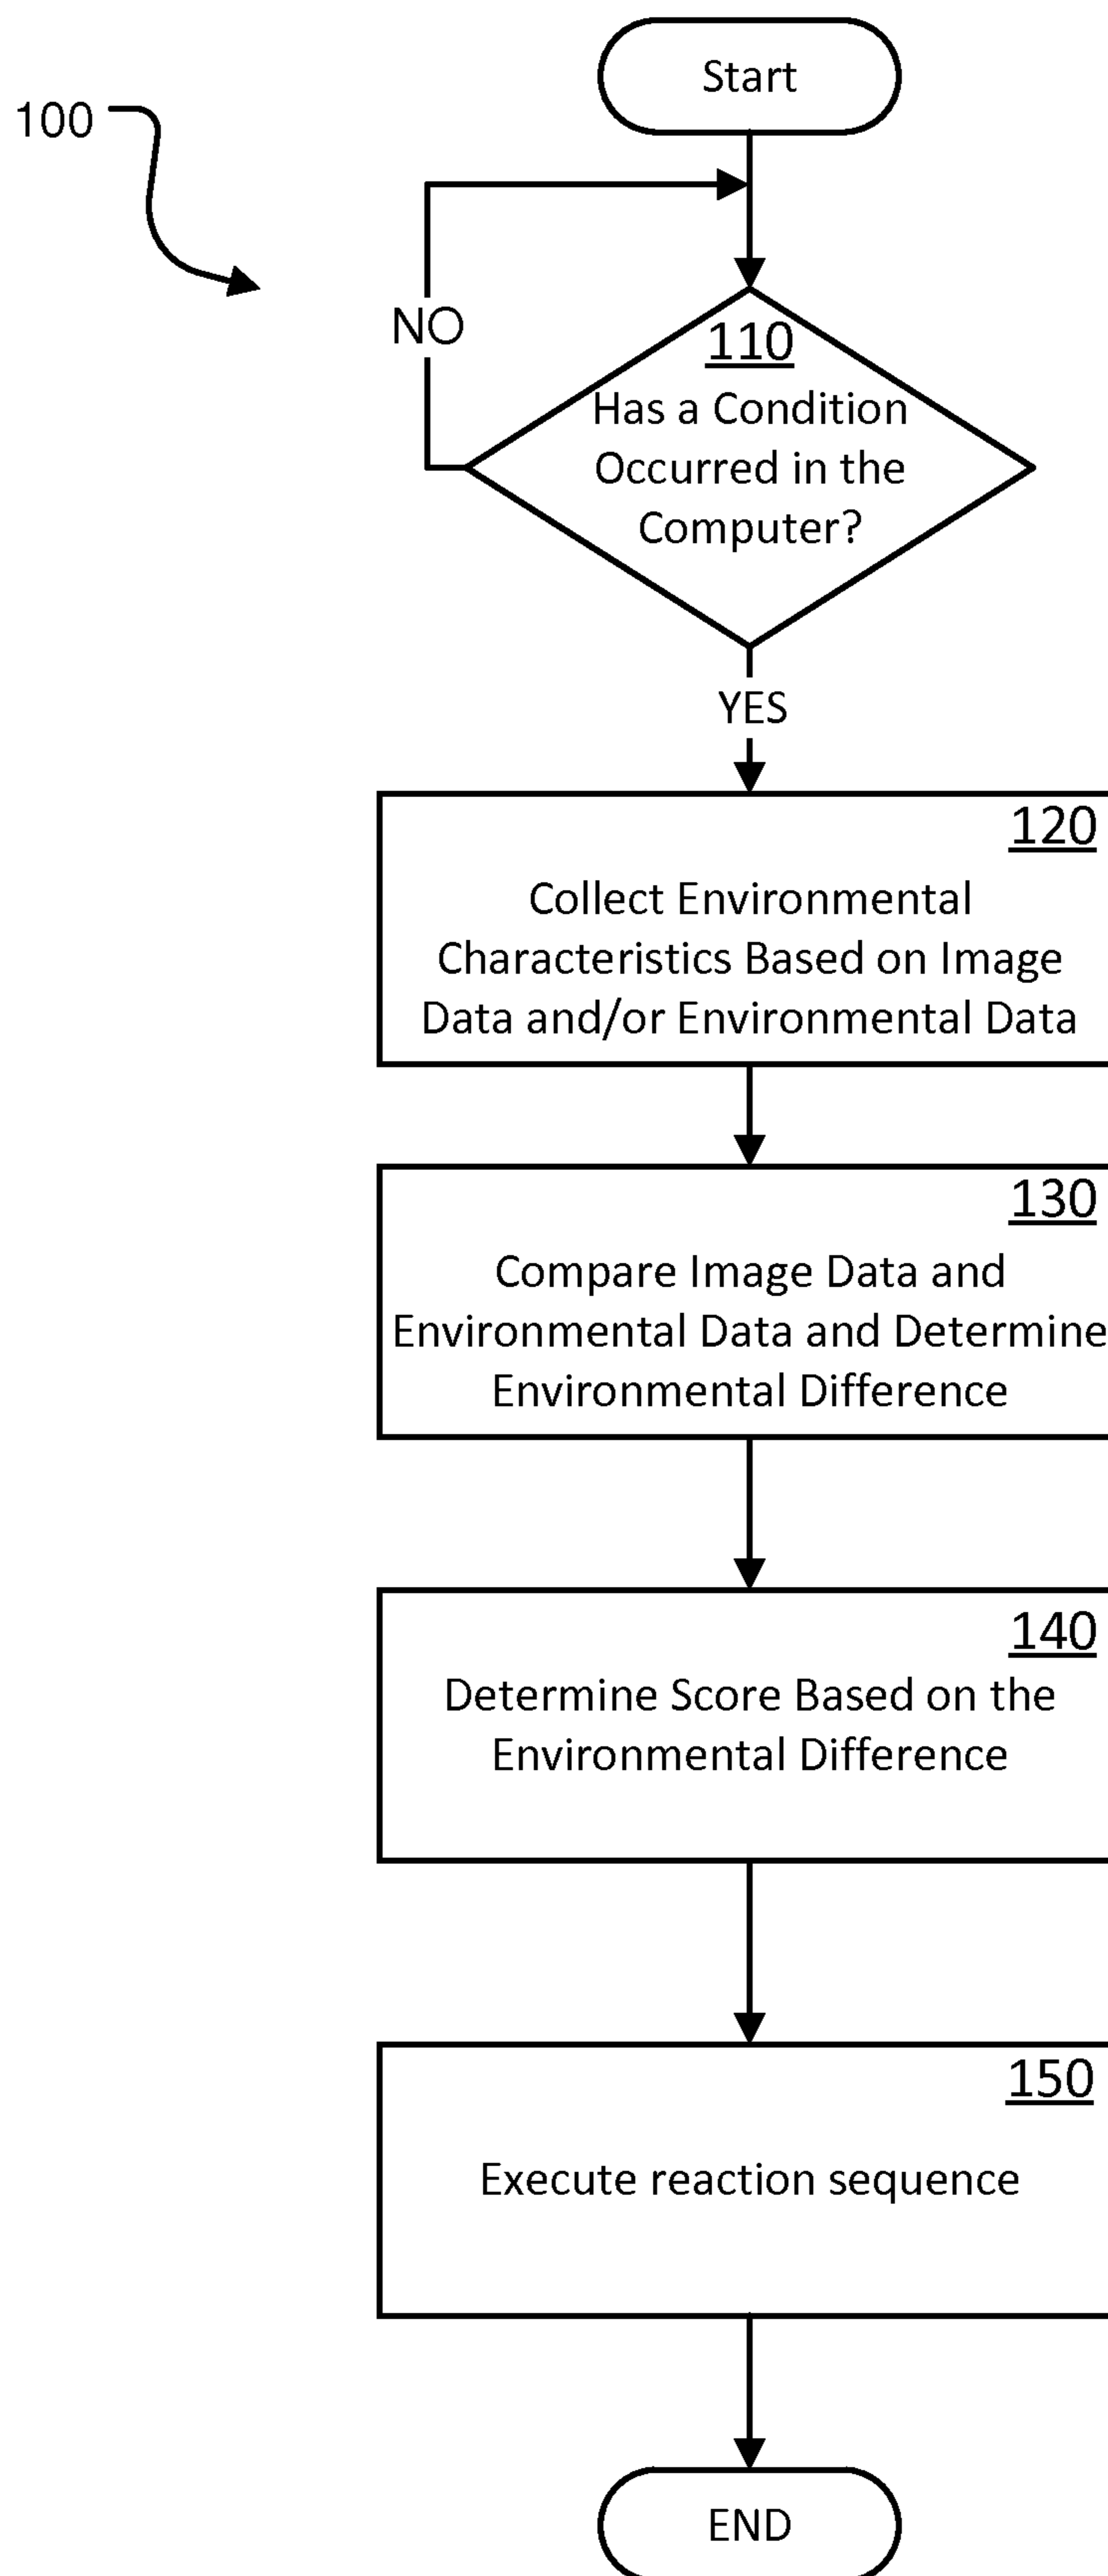 Start
100
NO
110
Has a Condition
Occurred in the
Computer?
YES
120
Collect Environmental
Characteristics Based on Image
Data and/or Environmental Data
130
Compare Image Data and
Environmental Data and Determine
Environmental Difference
140
Determine Score Based on the
Environmental Difference
150
Execute reaction sequence
END